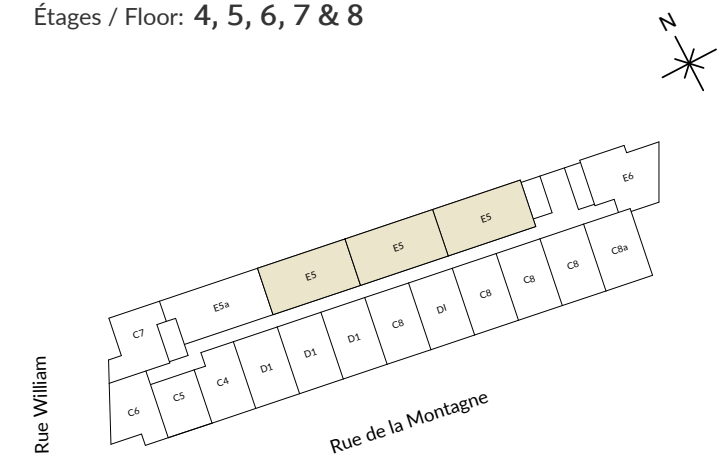 Étages / Floor: 4, 5, 6, 7 & 8
N
E6
E5
E5
E5
E5a
C7
C8a
C8
C8
C8
Dl
C8
D1
D1
D1
C4
C5
C6
Rue William
Rue de la Montagne